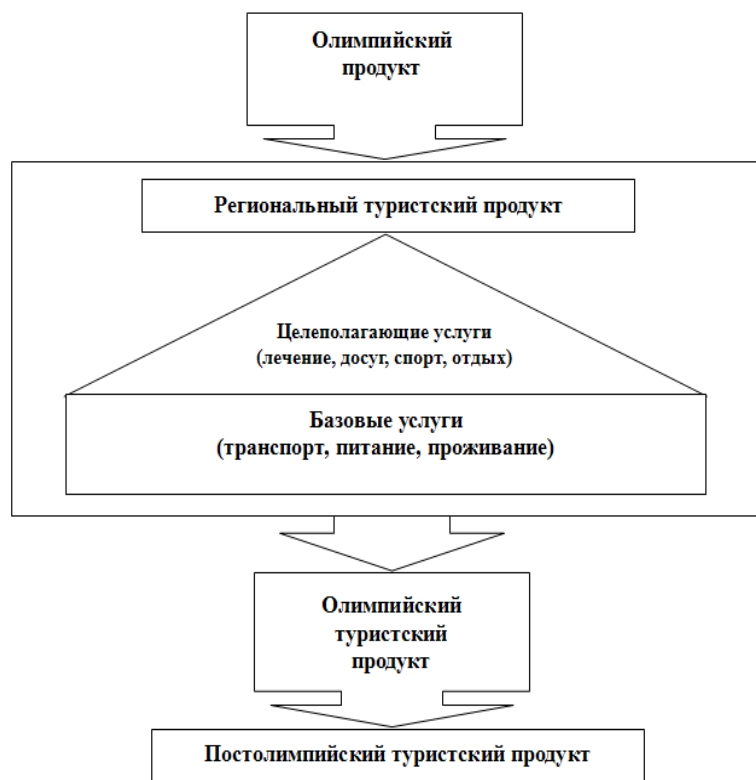 Олимпийский
продукт
Региональный туристский продукт
Целеполагающие услуги
(лечение, досуг, спорт, отдых)
Базовые услуги
(транспорт, питание, проживание)
Олимпийский
туристский
продукт
Постолимпийский туристский продукт